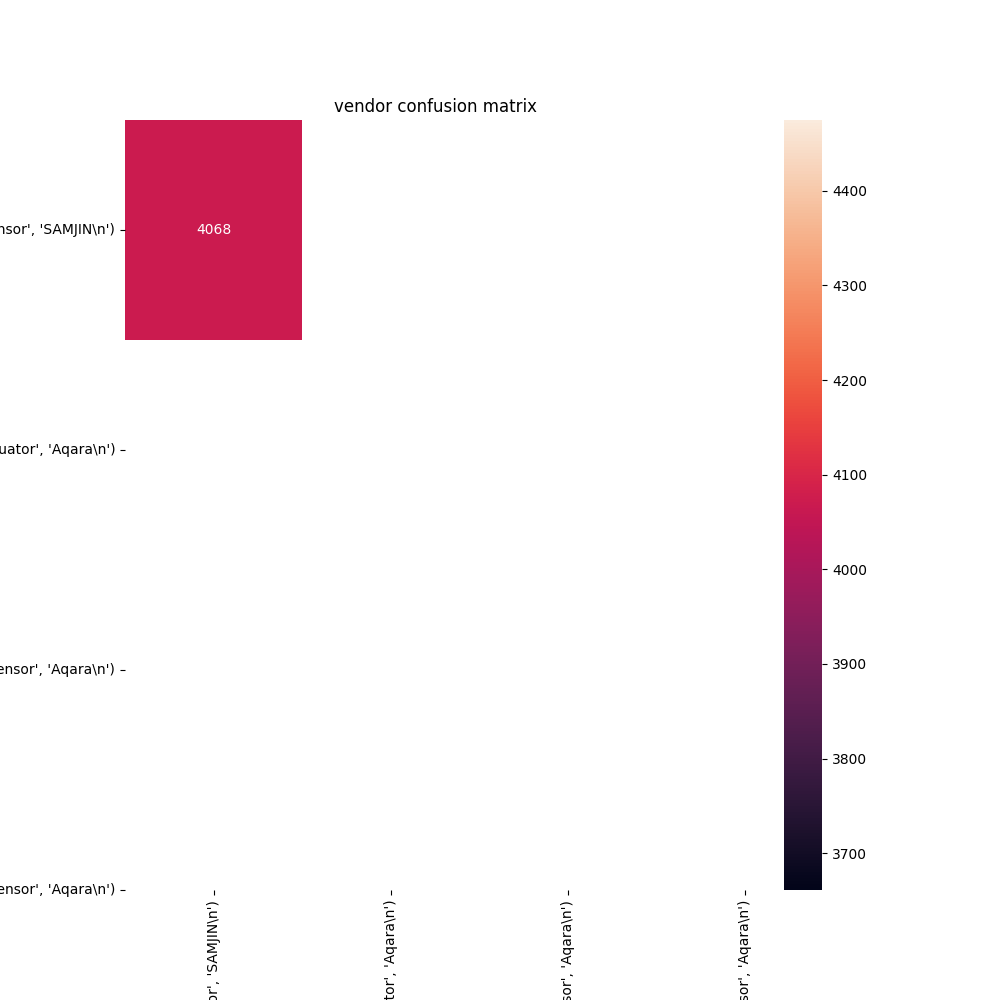 vendor confusion matrix
nsor', 'SAMJIN\n')
4068
uator', 'Aqara\n')
ensor', 'Aqara\n')
ensor', 'Aqara\n')
or', 'SAMJIN\n')
tor', 'Aqara\n')
sor', 'Aqara\n')
sor', 'Aqara\n')
4400
4300
4200
4100
4000
3900
3800
3700